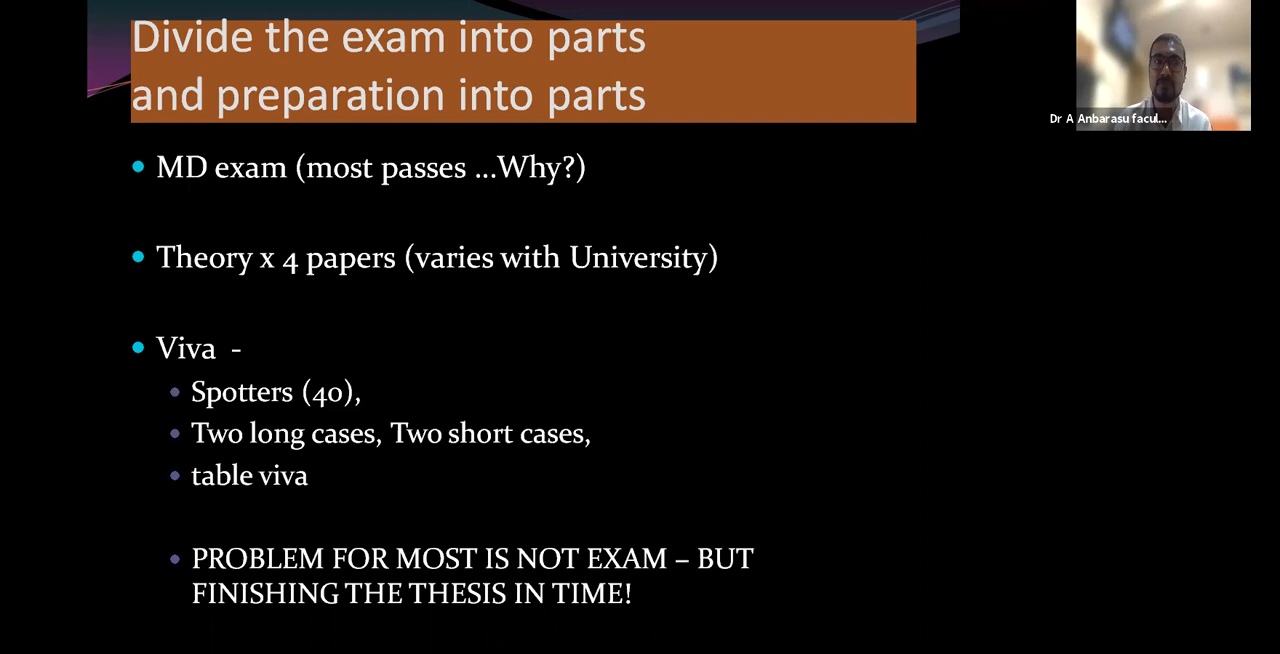 Divide the exam into parts
and preparation into parts
Dr A Anbarasu facul...
MD exam (most passes ...Why?)
Theory x 4 papers (varies with University)
Viva -
Spotters (40),
Two long cases, Two short cases,
table viva
PROBLEM FOR MOST IS NOT EXAM – BUT
FINISHING THE THESIS IN TIME!